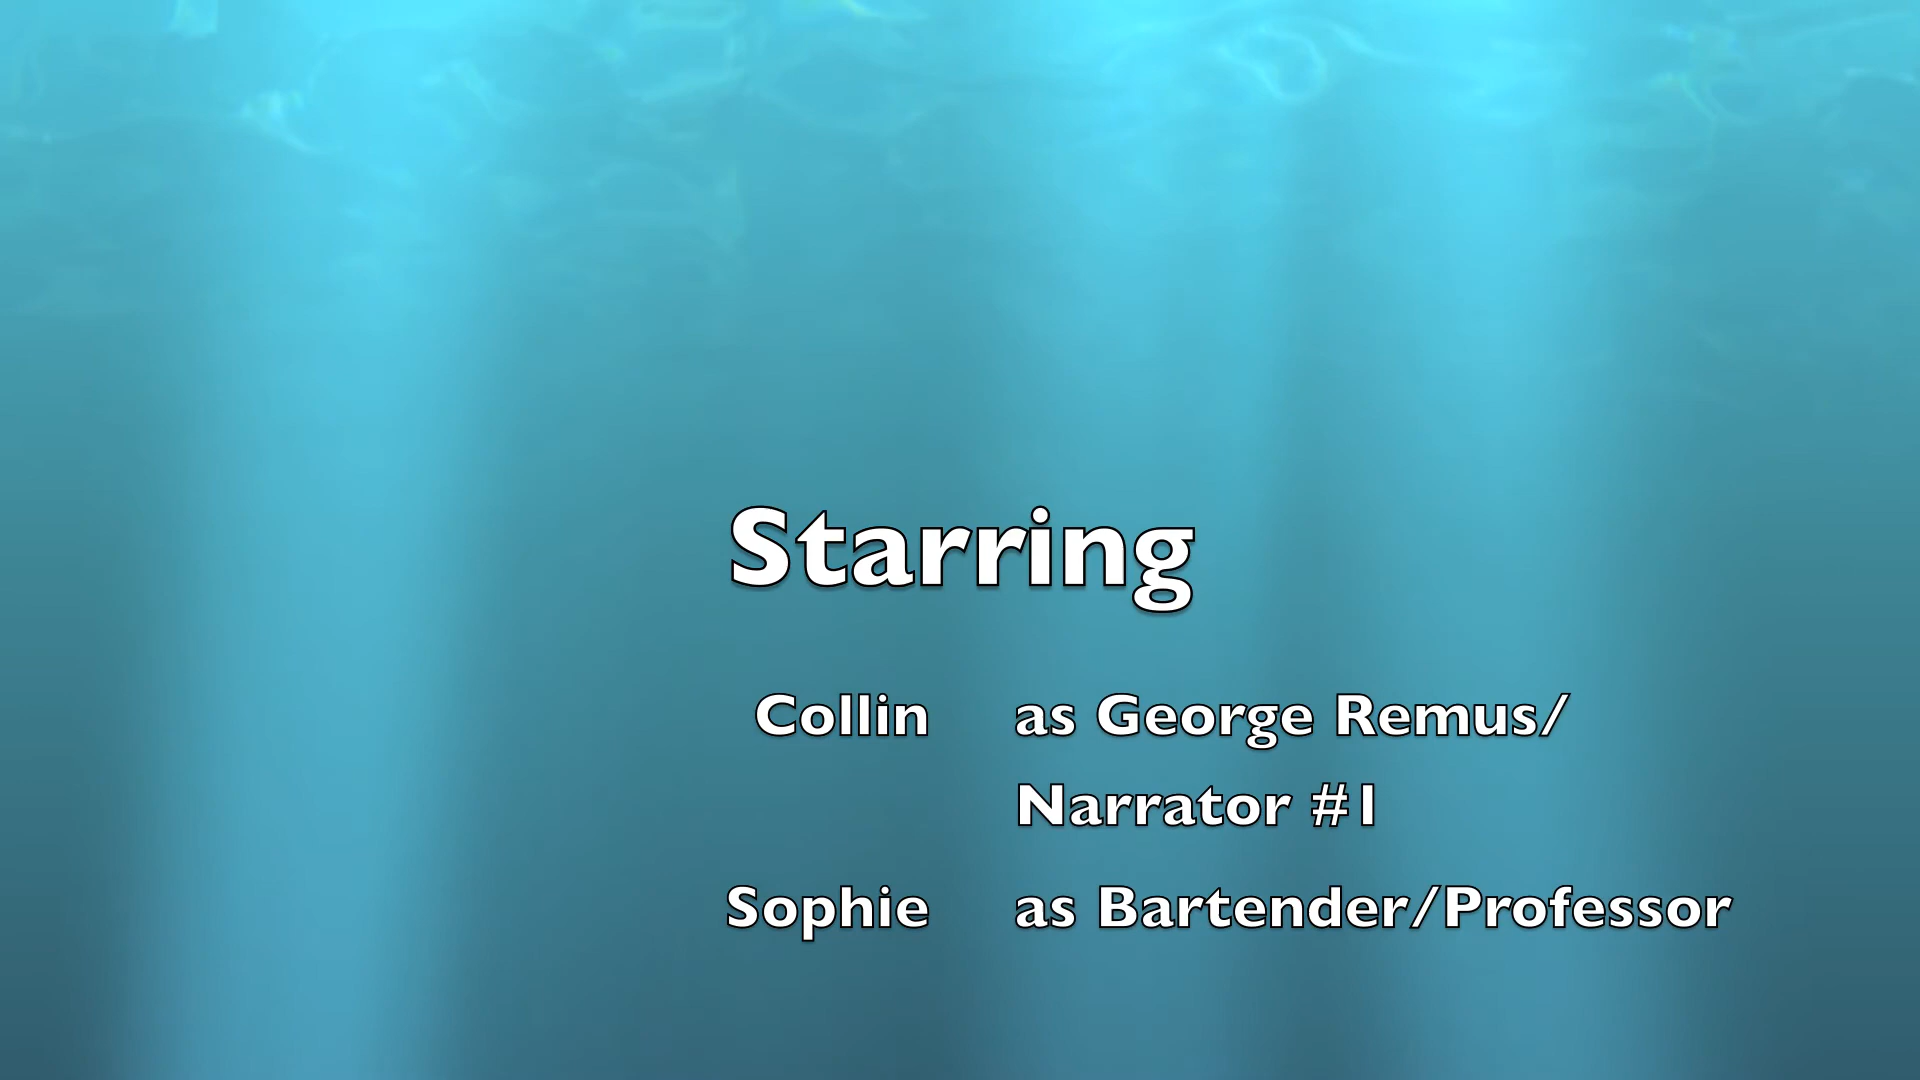 Starring
Collin as George Remus/
Narrator #1
Sophie as Bartender/Professor